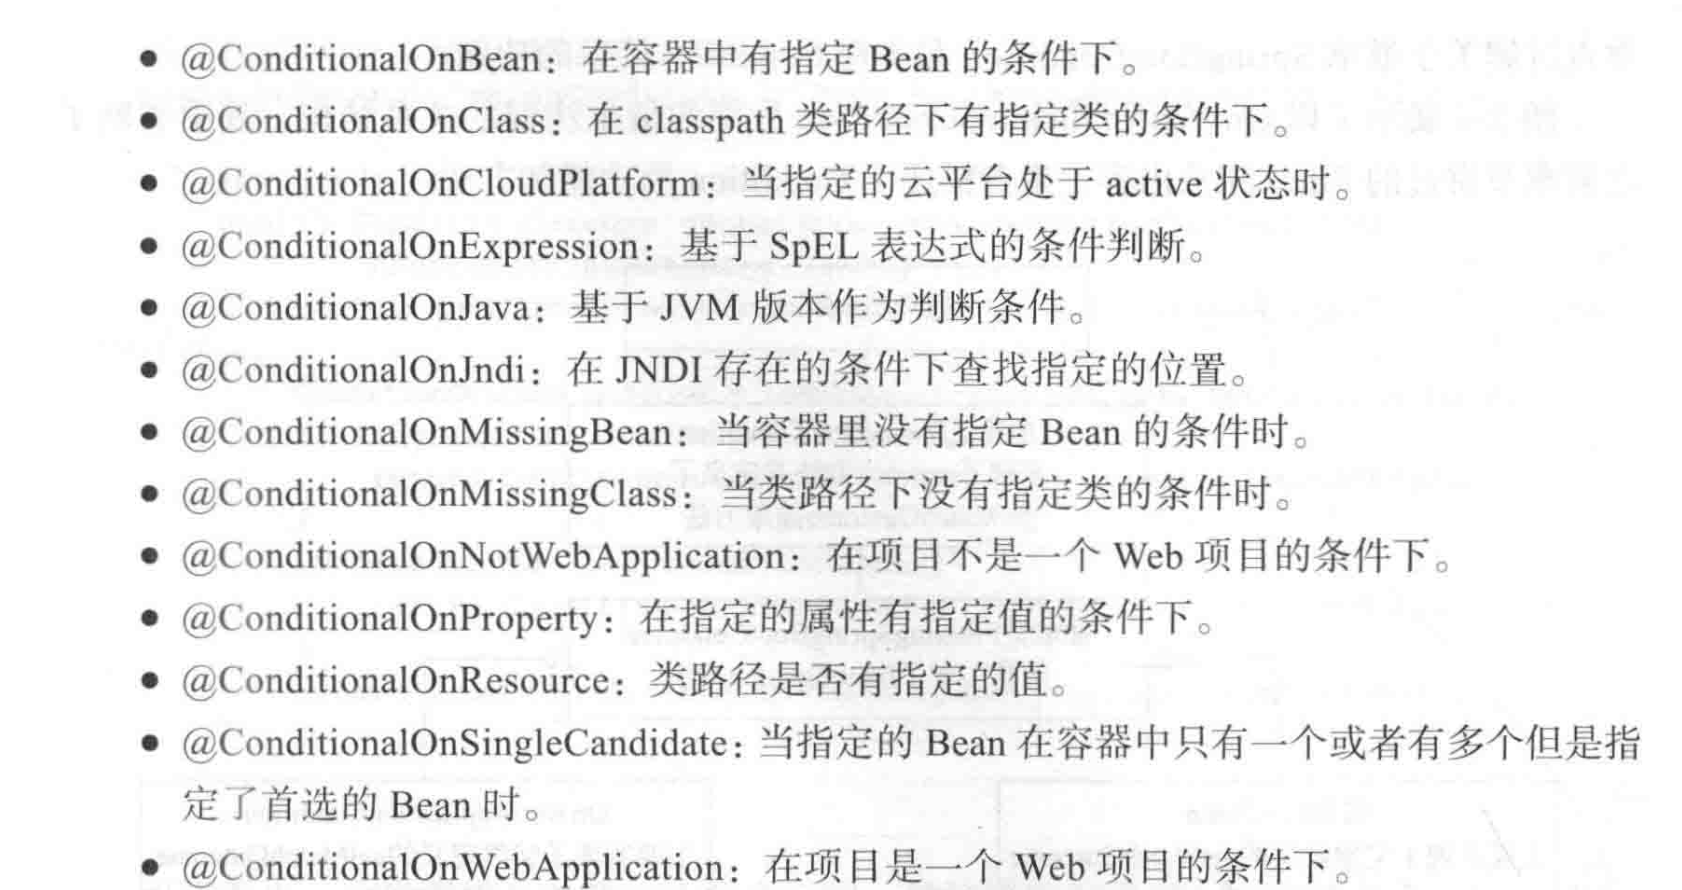 • @ConditionalOnBean：在容器中有指定 Bean 的条件下。
• @ConditionalOnClass：在 classpath 类路径下有指定类的条件下。
• @ConditionalOnCloudPlatform：当指定的云平台处于 active 状态时。
• @ConditionalOnExpression：基于 SpEL 表达式的条件判断。
• @ConditionalOnJava：基于 JVM 版本作为判断条件。
• @ConditionalOnJndi：在 JNDI 存在的条件下查找指定的位置。
• @ConditionalOnMissingBean：当容器里没有指定 Bean 的条件时。
• @ConditionalOnMissingClass：当类路径下没有指定类的条件时。
• @ConditionalOnNotWebApplication：在项目不是一个 Web 项目的条件下。
• @ConditionalOnProperty：在指定的属性有指定值的条件下。
• @ConditionalOnResource：类路径是否有指定的值。
• @ConditionalOnSingleCandidate：当指定的 Bean 在容器中只有一个或者有多个但是指
定了首选的 Bean 时。
• @ConditionalOnWebApplication：在项目是一个 Web 项目的条件下。